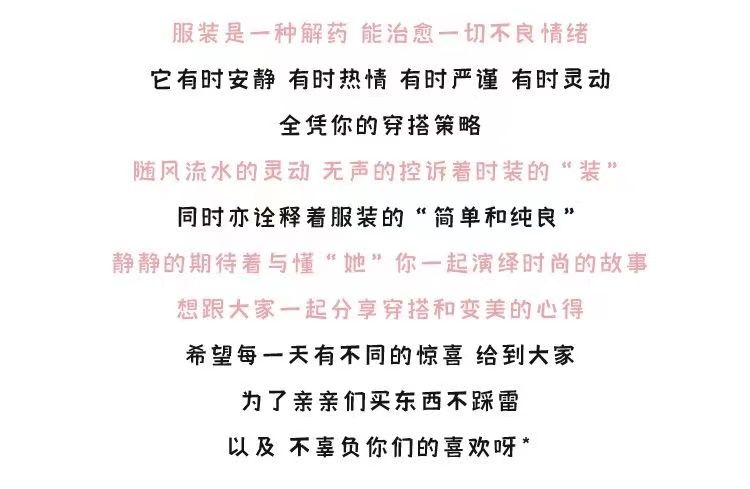 服装是一种解药 能治愈一切不良情绪
它有时安静 有时热情 有时严谨 有时灵动
全凭你的穿搭策略
随风流水的灵动 无声的控诉着时装的“装”
同时亦诠释着服装的“简单和纯良”
静静的期待着与懂“她”你一起演绎时尚的故事
想跟大家一起分享穿搭和变美的心得
希望每一天有不同的惊喜 给到大家
为了亲亲们买东西不踩雷
以及 不辜负你们的喜欢呀*